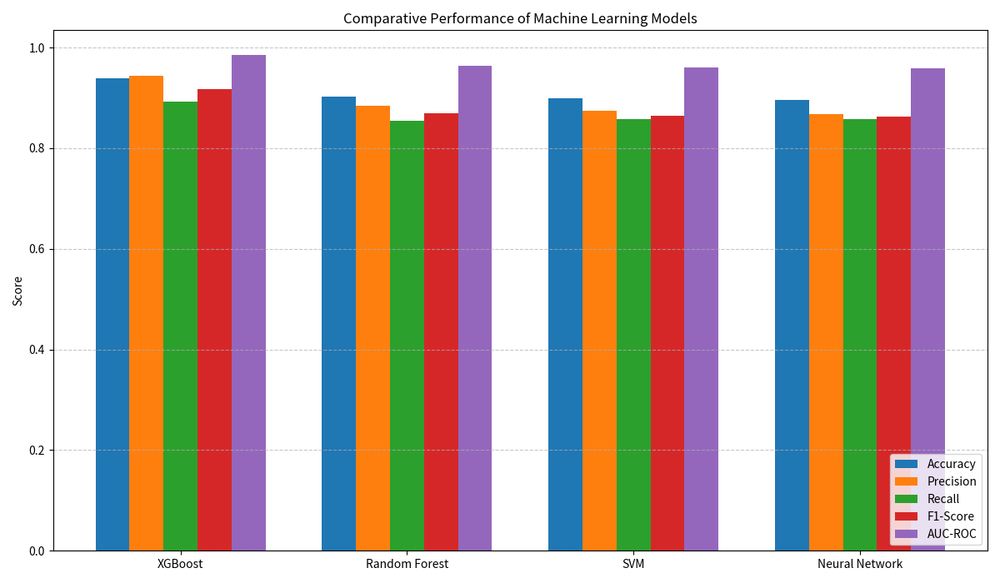 Comparative Performance of Machine Learning Models
Score
1.0
0.8
0.6
0.4
0.2
0.0
XGBoost
Random Forest
SVM
Neural Network
Accuracy
Precision
Recall
F1-Score
AUC-ROC